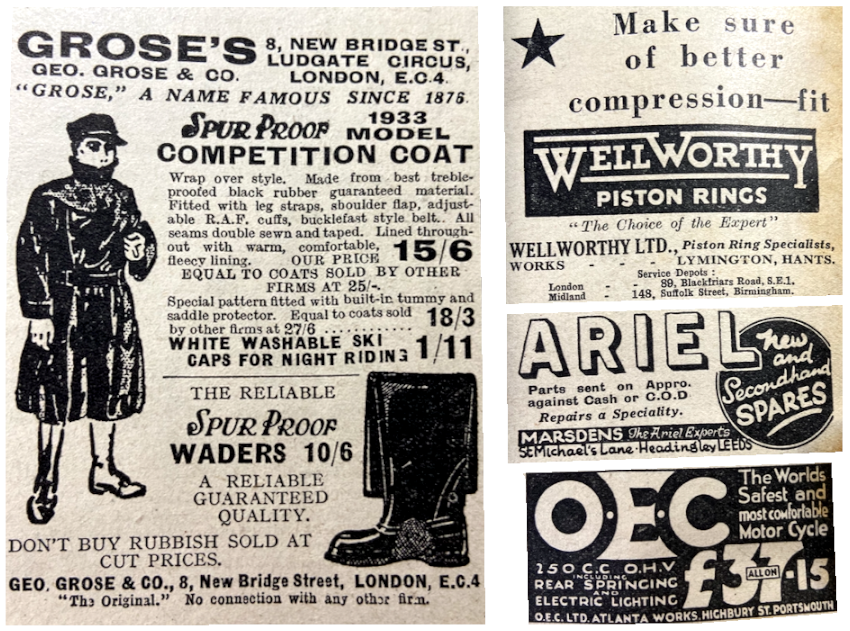 GROSE'S 8, NEW BRIDGE ST.,
GEO. GROSE & CO. LUDGATE CIRCUS,
LONDON, E.C.4.
"GROSE," A NAME FAMOUS SINCE 1876.
SPUR PROOF 1933 MODEL
COMPETITION COAT
Wrap over style. Made from best treble-
proofed black rubber guaranteed material.
Fitted with leg straps, shoulder flap, adjust-
able R.A.F. cuffs, bucklefast style belt.. All
seams double sewn and taped. Lined through-
out with warm, comfortable,
fleecy lining. OUR PRICE 15/6
EQUAL TO COATS SOLD BY OTHER
FIRMS AT 25/-.
Special pattern fitted with built-in tummy and
saddle protector. Equal to coats sold
by other firms at 27/6 ............ 18/3
WHITE WASHABLE SKI
CAPS FOR NIGHT RIDING 1/11
THE RELIABLE
SPUR PROOF
WADERS 10/6
A RELIABLE
GUARANTEED
QUALITY.
DON'T BUY RUBBISH SOLD AT
CUT PRICES.
GEO. GROSE & CO., 8, New Bridge Street, LONDON, E.C.4
"The Original." No connection with any other firm.
Make sure
of better
compression—fit
WELLWORTHY
PISTON RINGS
"The Choice of the Expert"
WELLWORTHY LTD., Piston Ring Specialists,
WORKS - - - LYMINGTON, HANTS.
Service Depots :
London - - 89, Blackfriars Road, S.E.1.
Midland - - 148, Suffolk Street, Birmingham.
ARIEL
new
and
Secondhand
SPARES
Parts sent on Appro.
against Cash or C.O.D
Repairs a Speciality.
MARSDENS The Ariel Experts
St Michael's Lane-Headingley LEEDS
O.E.C
The Worlds
Safest and
most comfortable
Motor Cycle
250 C.C O.H.V
INCLUDING
REAR SPRINGING
AND
ELECTRIC LIGHTING
£37 ALL ON -15
O.E.C. LTD. ATLANTA WORKS, HIGHBURY ST. PORTSMOUTH